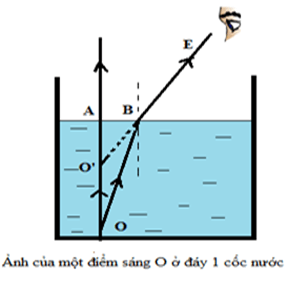 E
A
B
O'
O
Ảnh của một điểm sáng O ở đáy 1 cốc nước